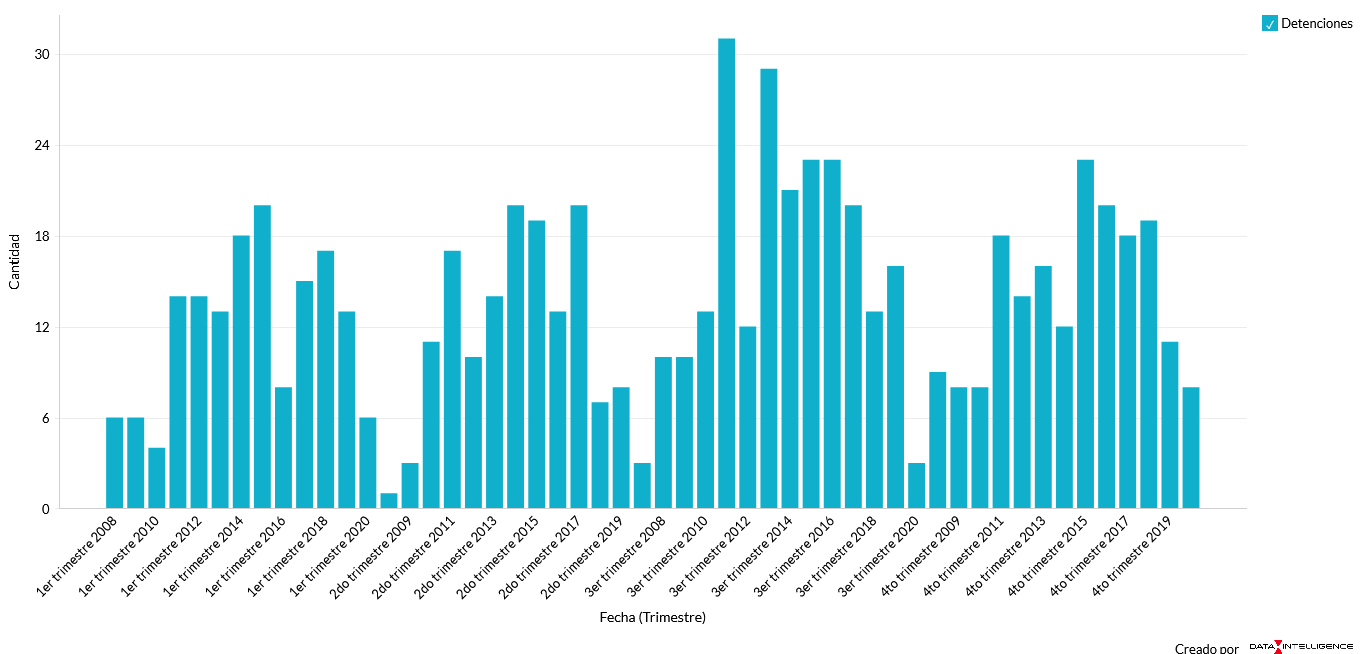 Detenciones
30
24
18
12
6
0
Cantidad
1er trimestre 2008
1er trimestre 2010
1er trimestre 2012
1er trimestre 2014
1er trimestre 2016
1er trimestre 2018
1er trimestre 2020
2do trimestre 2009
2do trimestre 2011
2do trimestre 2013
2do trimestre 2015
2do trimestre 2017
2do trimestre 2019
3er trimestre 2008
3er trimestre 2010
3er trimestre 2012
3er trimestre 2014
3er trimestre 2016
3er trimestre 2018
3er trimestre 2020
4to trimestre 2009
4to trimestre 2011
4to trimestre 2013
4to trimestre 2015
4to trimestre 2017
4to trimestre 2019
Fecha (Trimestre)
Creado por DATA INTELLIGENCE